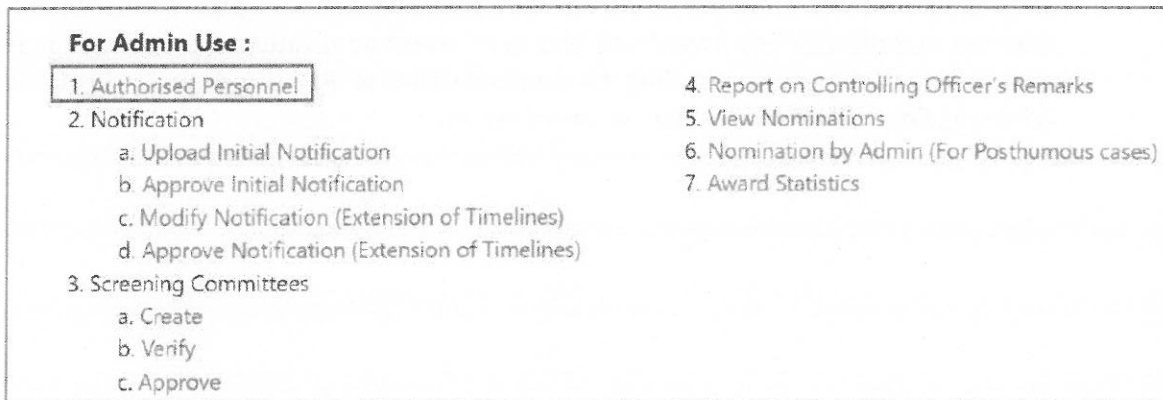 For Admin Use :
1. Authorised Personnel
2. Notification
a. Upload Initial Notification
b. Approve Initial Notification
c. Modify Notification (Extension of Timelines)
d. Approve Notification (Extension of Timelines)
3. Screening Committees
a. Create
b. Verify
c. Approve
4. Report on Controlling Officer's Remarks
5. View Nominations
6. Nomination by Admin (For Posthumous cases)
7. Award Statistics